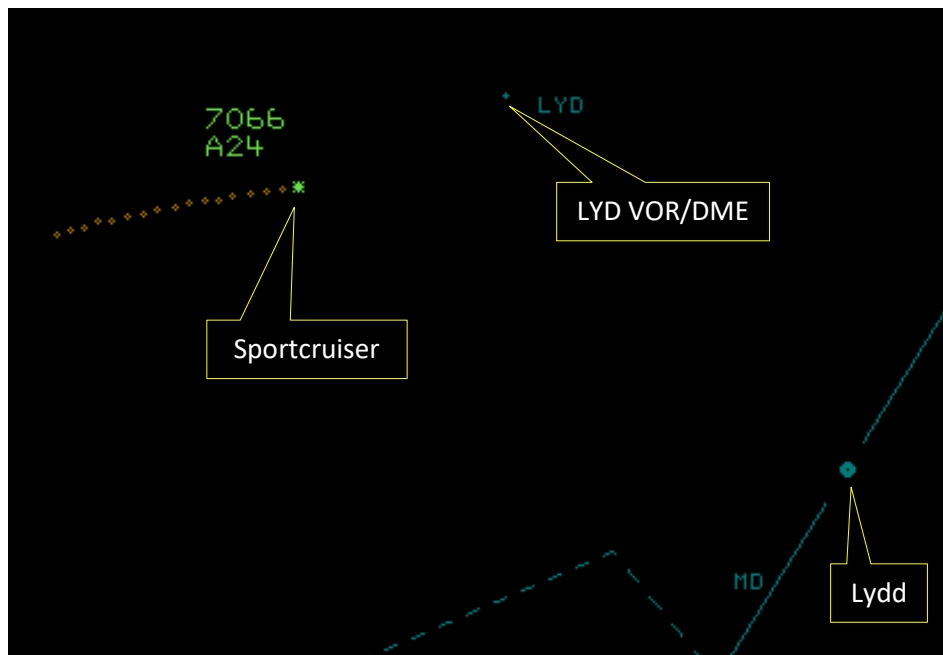 7066
A24
LYD
LYD VOR/DME
Sportcruiser
MD
Lydd